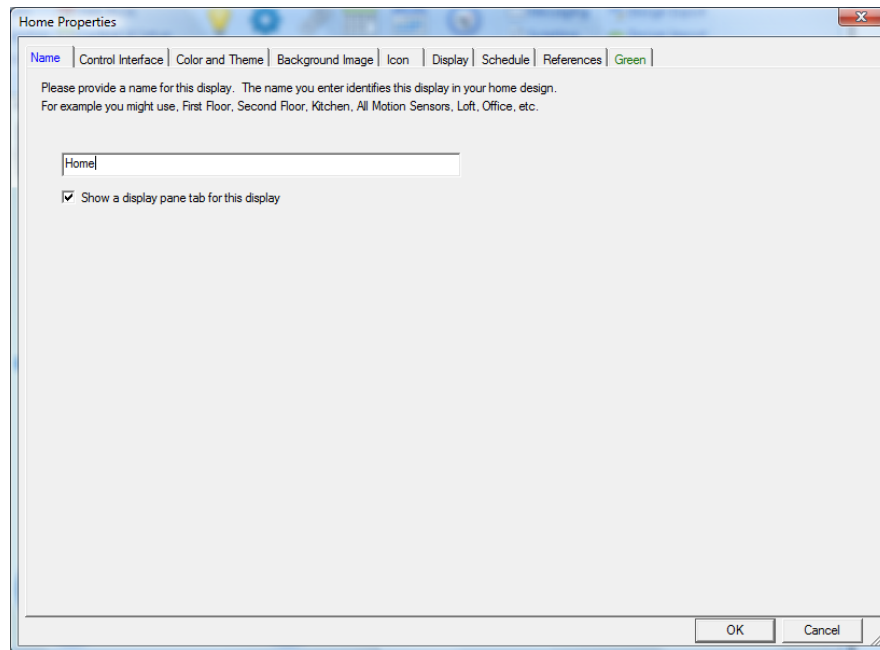 Home Properties
Name Control Interface Color and Theme Background Image Icon Display Schedule References Green
Please provide a name for this display. The name you enter identifies this display in your home design.
For example you might use, First Floor, Second Floor, Kitchen, All Motion Sensors, Loft, Office, etc.
Home
Show a display pane tab for this display
OK Cancel